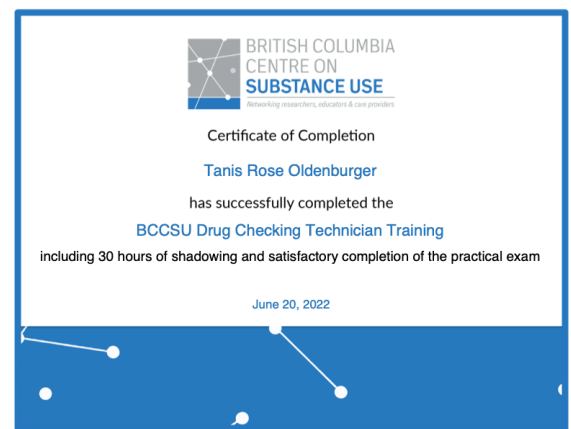 BRITISH COLUMBIA
CENTRE ON
SUBSTANCE USE
Networking researchers, educators & care providers
Certificate of Completion
Tanis Rose Oldenburger
has successfully completed the
BCCSU Drug Checking Technician Training
including 30 hours of shadowing and satisfactory completion of the practical exam
June 20, 2022